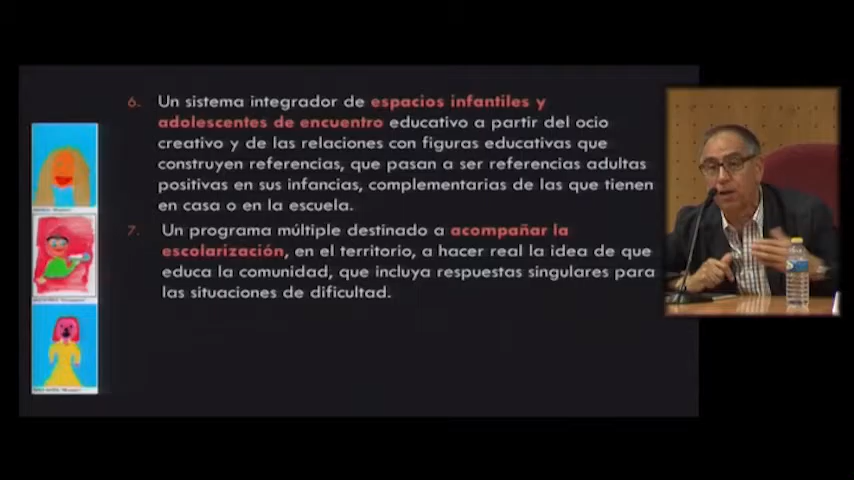 6. Un sistema integrador de espacios infantiles y
adolescentes de encuentro educativo a partir del ocio
creativo y de las relaciones con figuras educativas que
construyen referencias, que pasan a ser referencias adultas
positivas en sus infancias, complementarias de las que tienen
en casa o en la escuela.
7. Un programa múltiple destinado a acompañar la
escolarización, en el territorio, a hacer real la idea de que
educa la comunidad, que incluya respuestas singulares para
las situaciones de dificultad.